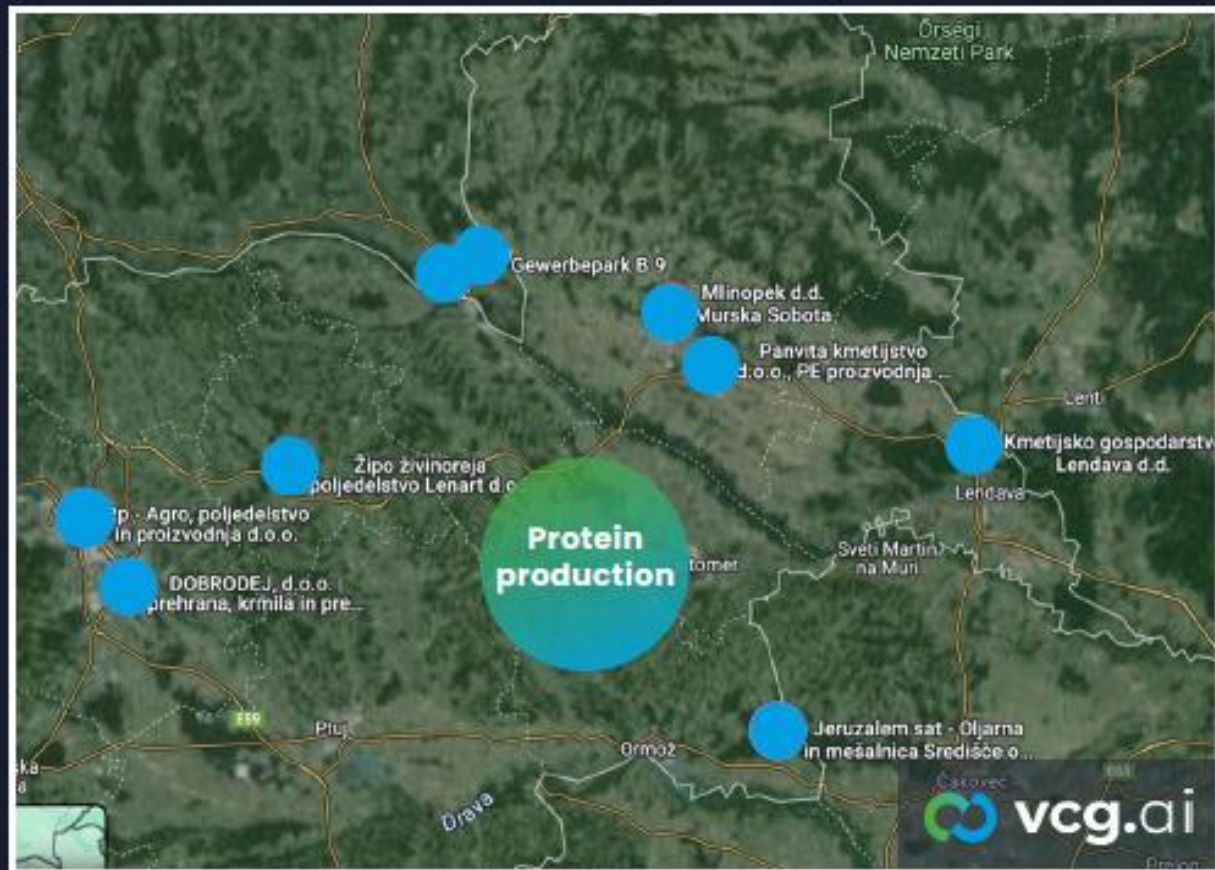 Őrségi
Nemzeti Park
Gewerbepark B 9
Mlinopek d.d.
Murska Sobota
Panvita kmetijstvo
d.o.o., PE proizvodnja ...
Lenti
Kmetijsko gospodarstvo
Lendava d.d.
Lendava
Žipo živinoreja
poljedelstvo Lenart d.o
- Agro, poljedelstvo
in proizvodnja d.o.o.
Protein
production
tomer
Sveti Martin
na Muri
DOBRODEJ, d.o.o.
prehrana, krmila in pre...
E59
Ptuj
Ormož
Jeruzalem sat - Oljarna
in mešalnica Središče o...
Drava
Čakovec
vcg.ai
Prelog